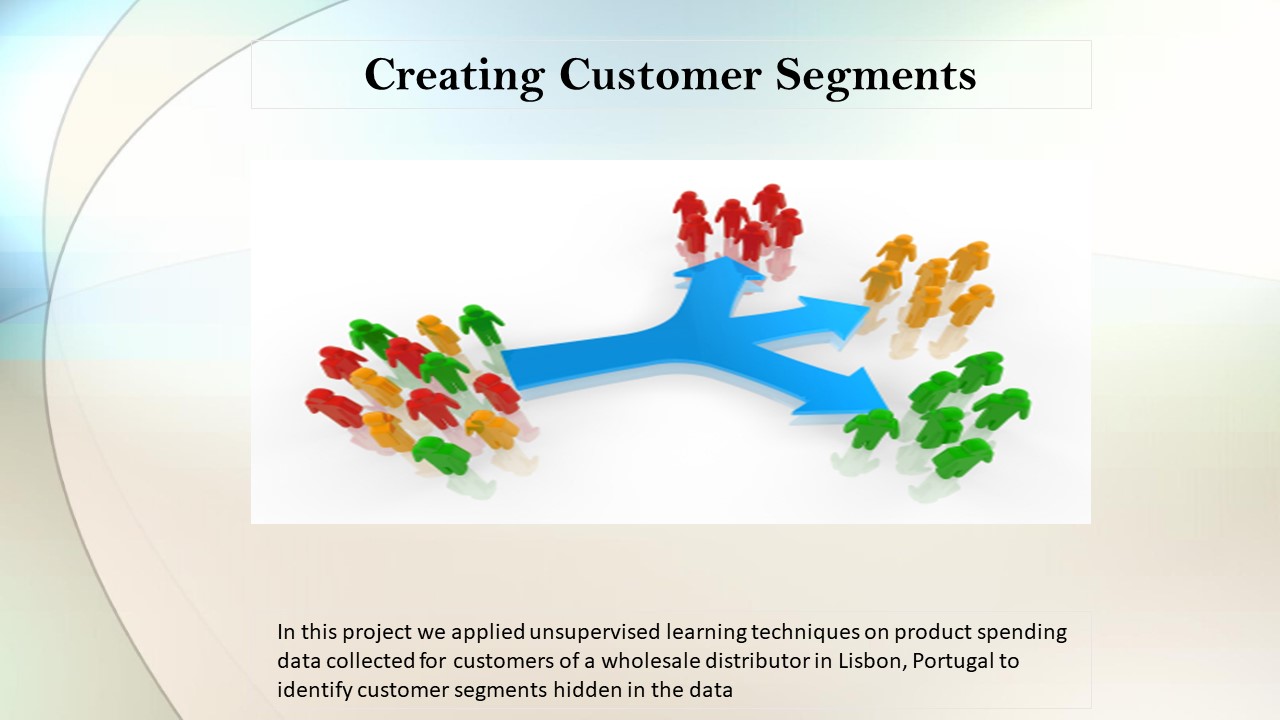 Creating Customer Segments
In this project we applied unsupervised learning techniques on product spending
data collected for customers of a wholesale distributor in Lisbon, Portugal to
identify customer segments hidden in the data